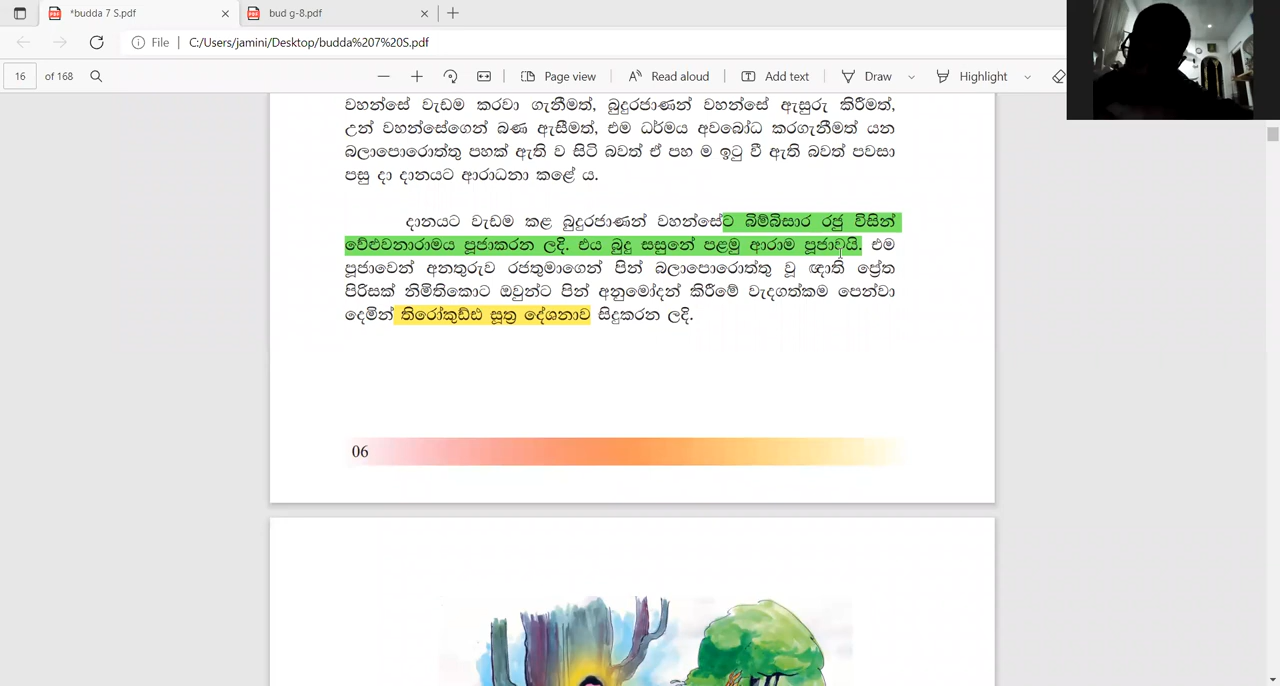 *budda 7 S.pdf
bud g-8.pdf
File
C:/Users/jamini/Desktop/budda%207%20S.pdf
16 of 168
Page view
Read aloud
Add text
Draw
Highlight
වහන්සේ වැඩම කරවා ගැනීමත්, බුදුරජාණන් වහන්සේ ඇසුරු කිරීමත්,
උන් වහන්සේගෙන් බණ ඇසීමත්, එම ධර්මය අවබෝධ කරගැනීමත් යන
බලාපොරොත්තු පහක් ඇති ව සිටි බවත් ඒ පහ ම ඉටු වී ඇති බවත් පවසා
පසු දා දානයට ආරාධනා කළේ ය.
දානයට වැඩම කළ බුදුරජාණන් වහන්සේට බිම්බිසාර රජු විසින්
වේළුවනාරාමය පූජාකරන ලදි. එය බුදු සසුනේ පළමු ආරාම පූජාවයි. එම
පූජාවෙන් අනතුරුව රජතුමාගෙන් පින් බලාපොරොත්තු වූ ඥාති ප්‍රේත
පිරිසක් නිමිතිකොට ඔවුන්ට පින් අනුමෝදන් කිරීමේ වැදගත්කම පෙන්වා
දෙමින් තිරෝකුඩ්ඪ සූත්‍ර දේශනාව සිදුකරන ලදි.
06